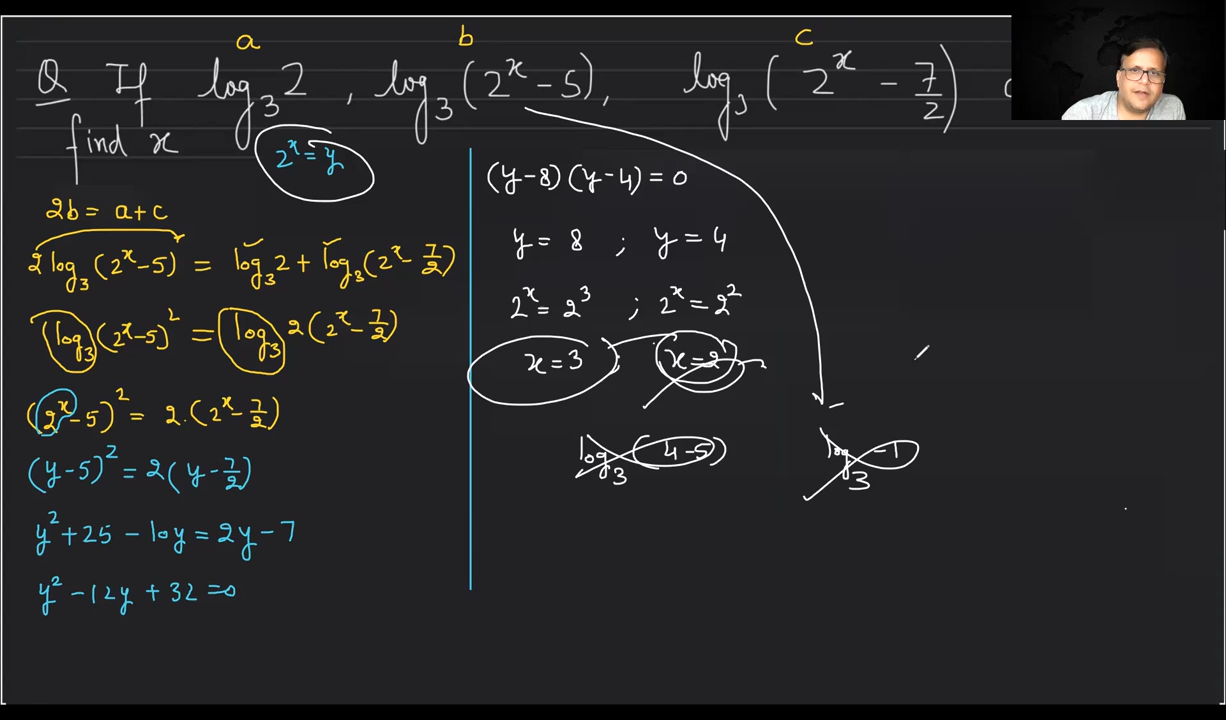 a b c
Q If log₃2 , log₃(2ˣ − 5), log₃(2ˣ − 7/2)
find x 2ˣ = y
2b = a + c
2log₃(2ˣ − 5) = log₃2 + log₃(2ˣ − 7/2)
log₃(2ˣ − 5)² = log₃ 2(2ˣ − 7/2)
(2ˣ − 5)² = 2.(2ˣ − 7/2)
(y − 5)² = 2(y − 7/2)
y² + 25 − 10y = 2y − 7
y² − 12y + 32 = 0
(y − 8)(y − 4) = 0
y = 8 ; y = 4
2ˣ = 2³ ; 2ˣ = 2²
x = 3 x = 2
log₃(4 − 5) log₃ −1